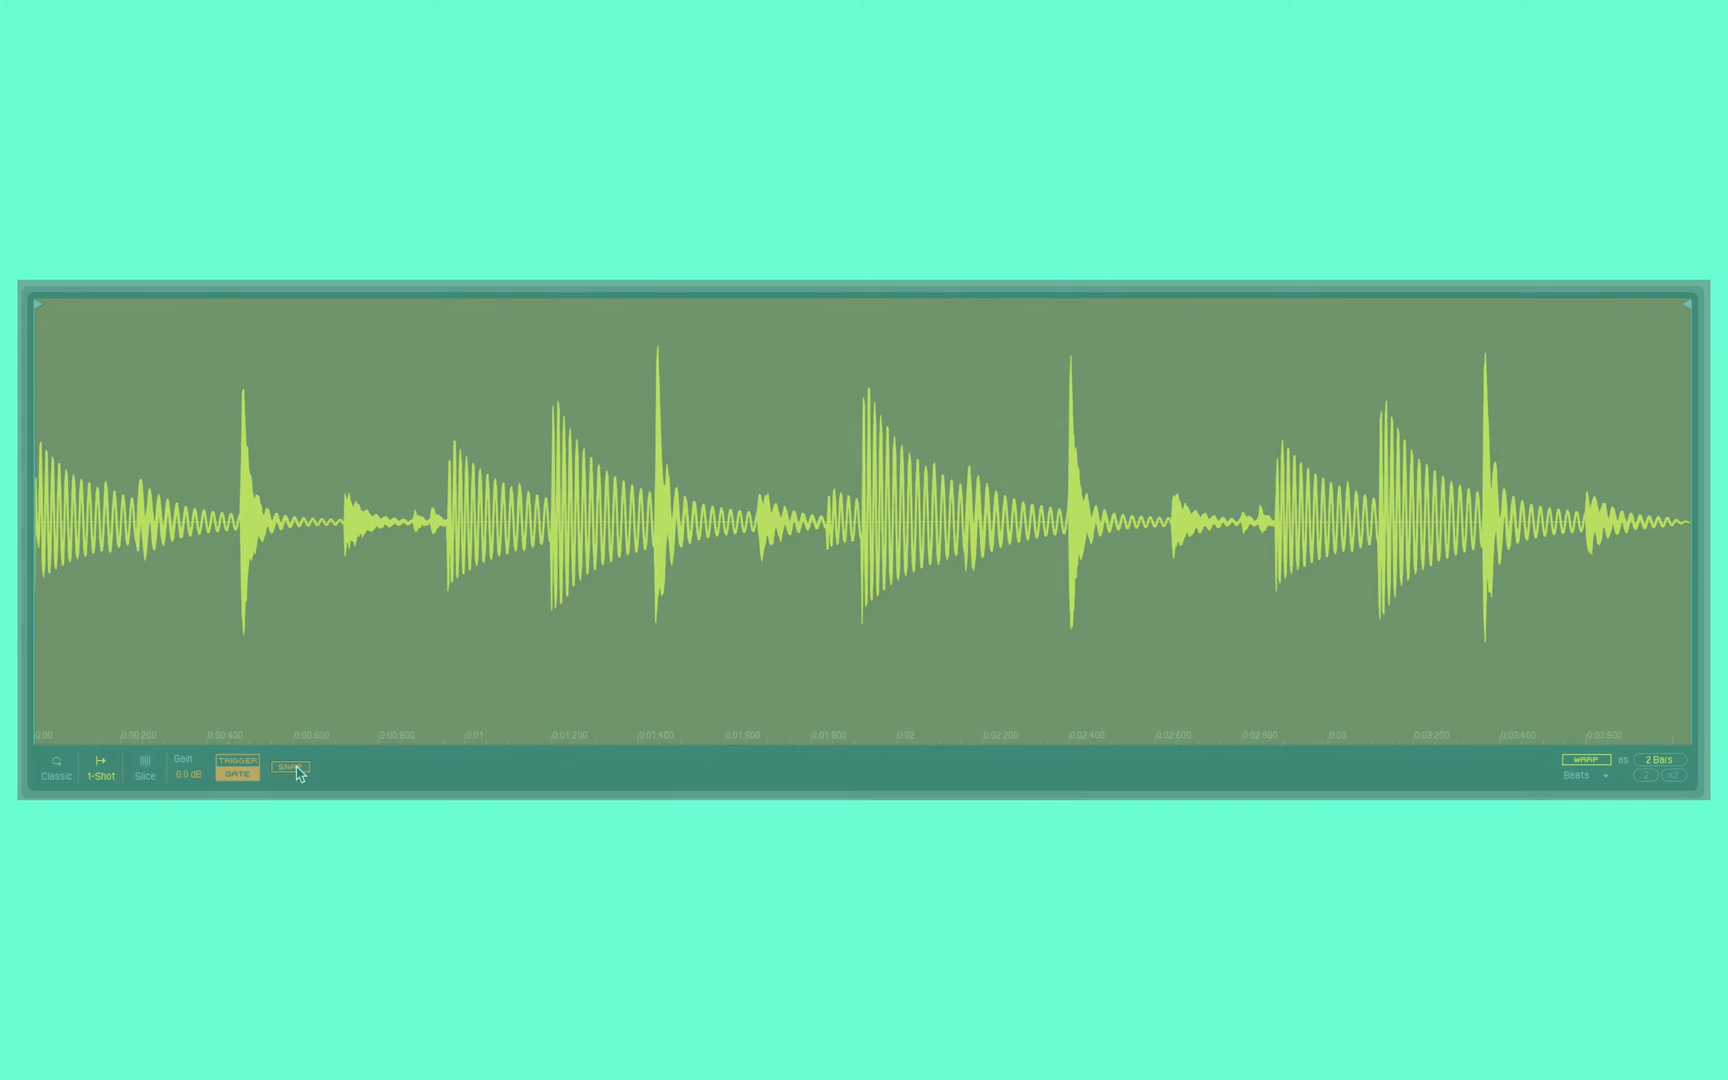 0:00 0:00:200 0:00:400 0:00:600 0:00:800 0:01 0:01:200 0:01:400 0:01:600 0:01:800 0:02 0:02:200 0:02:400 0:02:600 0:02:800 0:03 0:03:200 0:03:400 0:03:600
Classic 1-Shot Slice
Gain
0.0 dB
TRIGGER
GATE
SNAP
WARP as 2 Bars
Beats :2 ×2